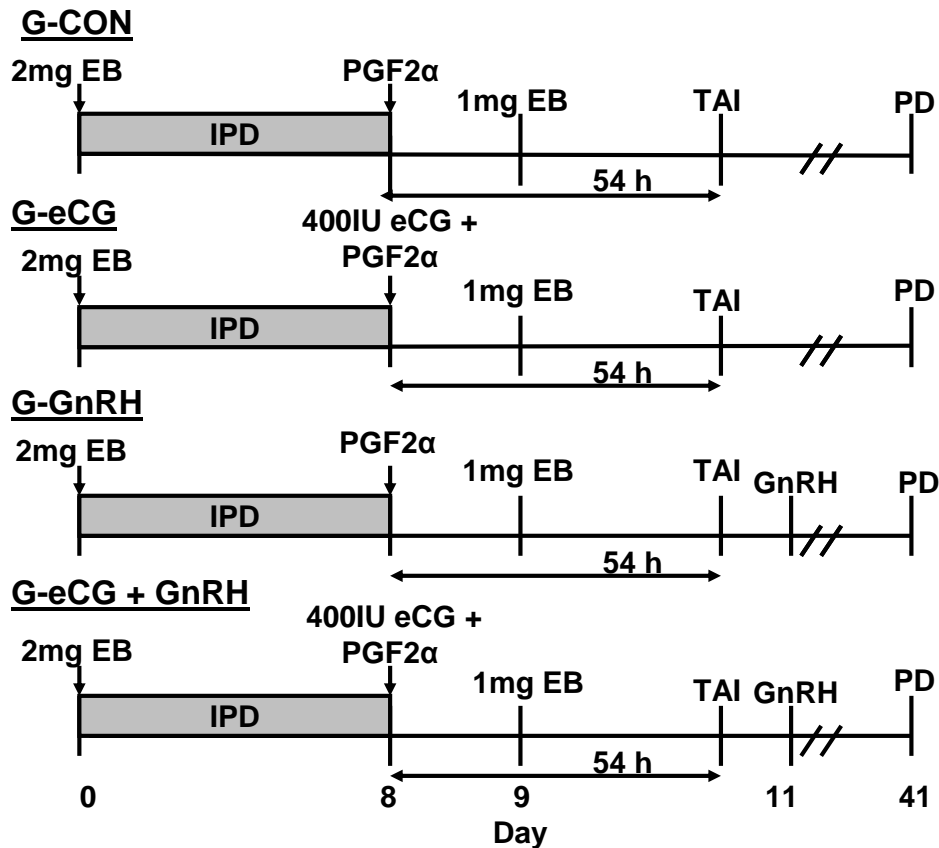 G-CON
2mg EB PGF2α
1mg EB TAI PD
IPD
54 h
G-eCG 400IU eCG +
2mg EB PGF2α
1mg EB TAI PD
IPD
54 h
G-GnRH
2mg EB PGF2α
1mg EB TAI GnRH PD
IPD
54 h
G-eCG + GnRH
400IU eCG +
2mg EB PGF2α
1mg EB TAI GnRH PD
IPD
54 h
0 8 9 11 41
Day